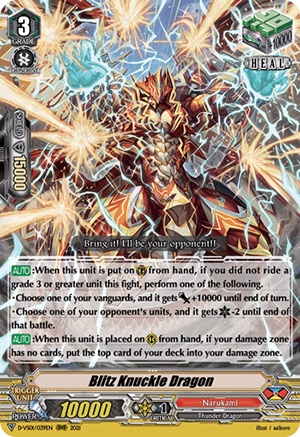 3
GRADE
+10000
HEAL
15000
Bring it! I'll be your opponent!!
AUTO :When this unit is put on G from hand, if you did not ride a
grade 3 or greater unit this fight, perform one of the following.
•Choose one of your vanguards, and it gets +10000 until end of turn.
•Choose one of your opponent's units, and it gets -2 until end of
that battle.
AUTO :When this unit is placed on G from hand, if your damage zone
has no cards, put the top card of your deck into your damage zone.
Blitz Knuckle Dragon
TRIGGER
UNIT
Narukami
Thunder Dragon
POWER
10000
1
CRITICAL
V D-VS01/037EN RRR 2021
Illust / saikoro